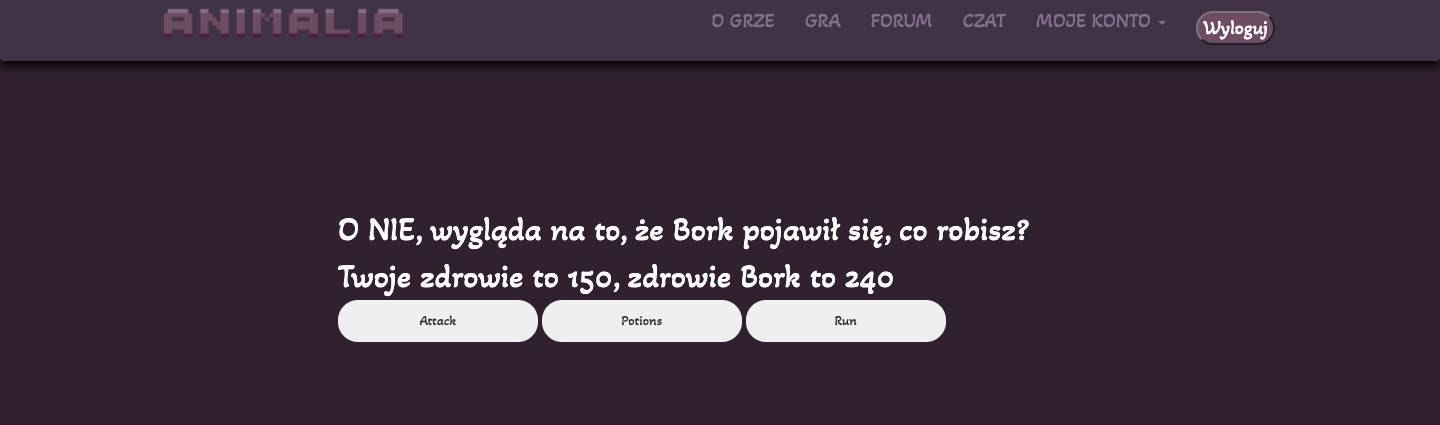 ANIMALIA O GRZE GRA FORUM CZAT MOJE KONTO Wyloguj
O NIE, wygląda na to, że Bork pojawił się, co robisz?
Twoje zdrowie to 150, zdrowie Bork to 240
Attack Potions Run